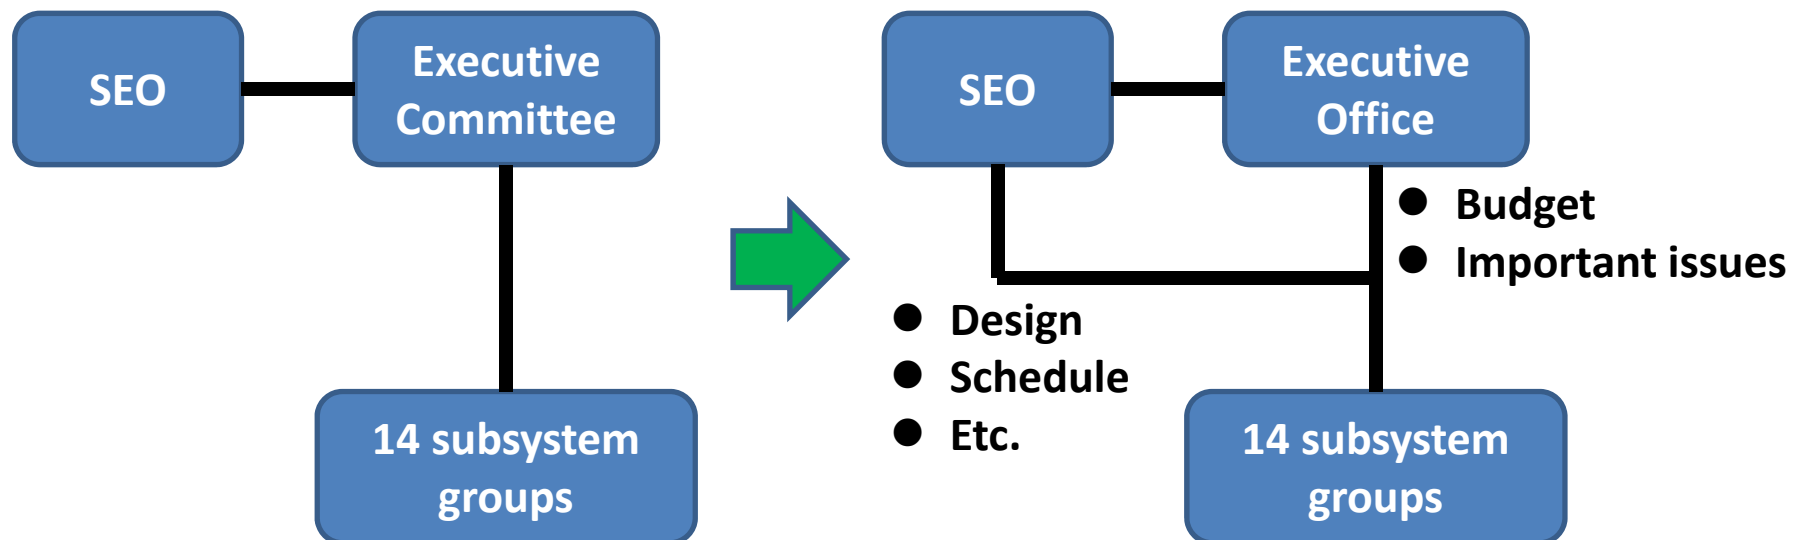 SEO
Executive
Committee
14 subsystem
groups
SEO
Executive
Office
● Budget
● Important issues
● Design
● Schedule
● Etc.
14 subsystem
groups